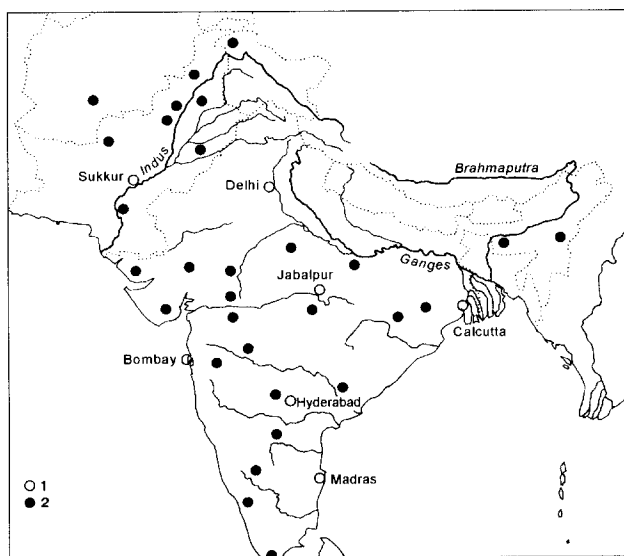 Sukkur
Indus
Delhi
Brahmaputra
Ganges
Jabalpur
Calcutta
Bombay
Hyderabad
Madras
1
2